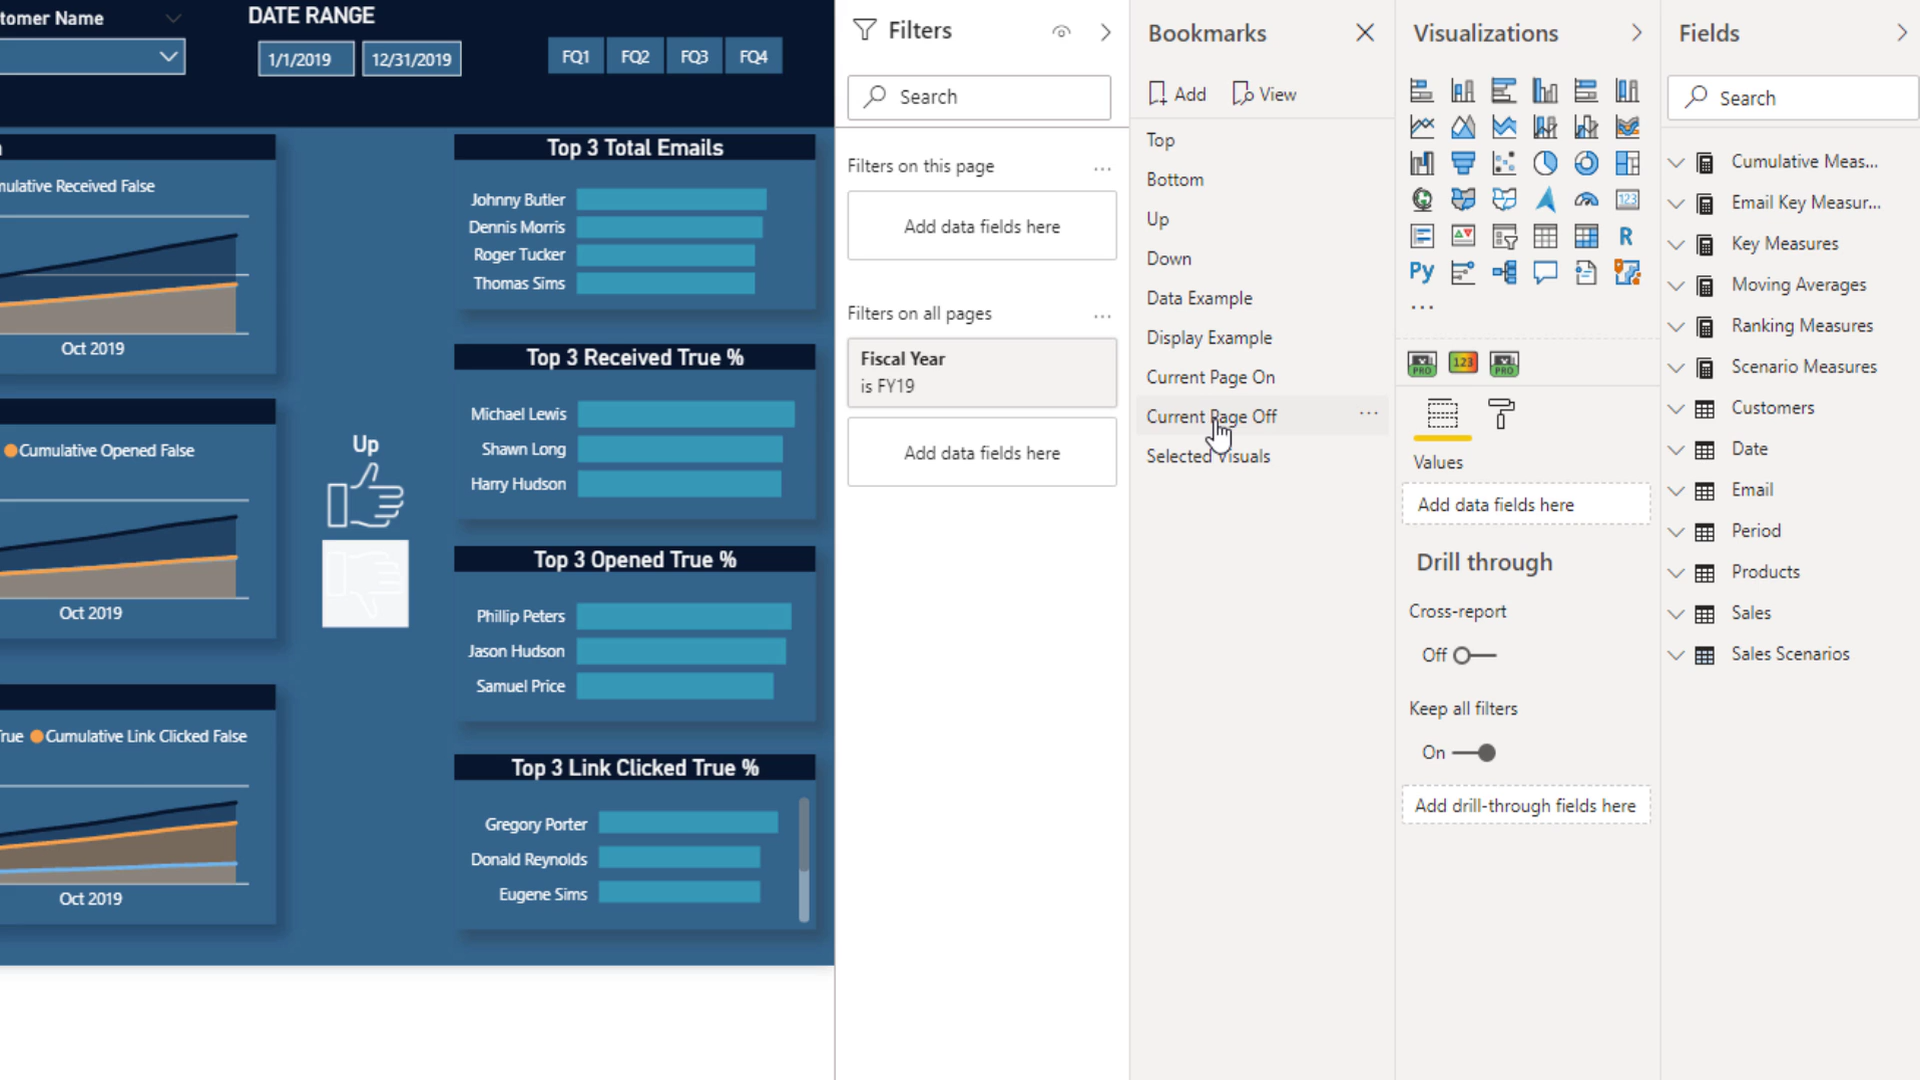 tomer Name
DATE RANGE
1/1/2019
12/31/2019
FQ1
FQ2
FQ3
FQ4
mulative Received False
Oct 2019
Cumulative Opened False
Oct 2019
True Cumulative Link Clicked False
Oct 2019
Up
Top 3 Total Emails
Johnny Butler
Dennis Morris
Roger Tucker
Thomas Sims
Top 3 Received True %
Michael Lewis
Shawn Long
Harry Hudson
Top 3 Opened True %
Phillip Peters
Jason Hudson
Samuel Price
Top 3 Link Clicked True %
Gregory Porter
Donald Reynolds
Eugene Sims
Filters
Search
Filters on this page
...
Add data fields here
Filters on all pages
...
Fiscal Year
is FY19
Add data fields here
Bookmarks
Add
View
Top
Bottom
Up
Down
Data Example
Display Example
Current Page On
Current Page Off
...
Selected Visuals
Visualizations
123
R
Py
...
PRO
123
PRO
Values
Add data fields here
Drill through
Cross-report
Off
Keep all filters
On
Add drill-through fields here
Fields
Search
Cumulative Meas...
Email Key Measur...
Key Measures
Moving Averages
Ranking Measures
Scenario Measures
Customers
Date
Email
Period
Products
Sales
Sales Scenarios